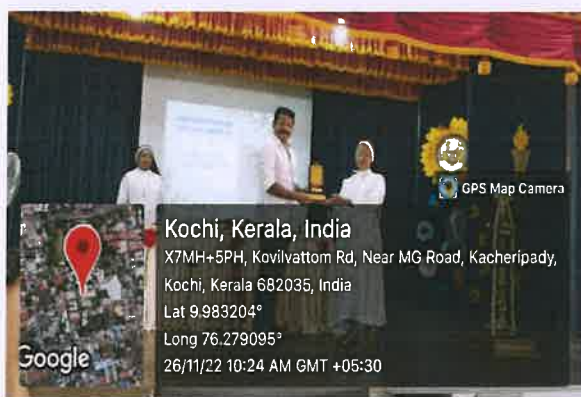 GPS Map Camera
Kochi, Kerala, India
X7MH+5PH, Kovilvattom Rd, Near MG Road, Kacheripady,
Kochi, Kerala 682035, India
Lat 9.983204°
Long 76.279095°
26/11/22 10:24 AM GMT +05:30
Google